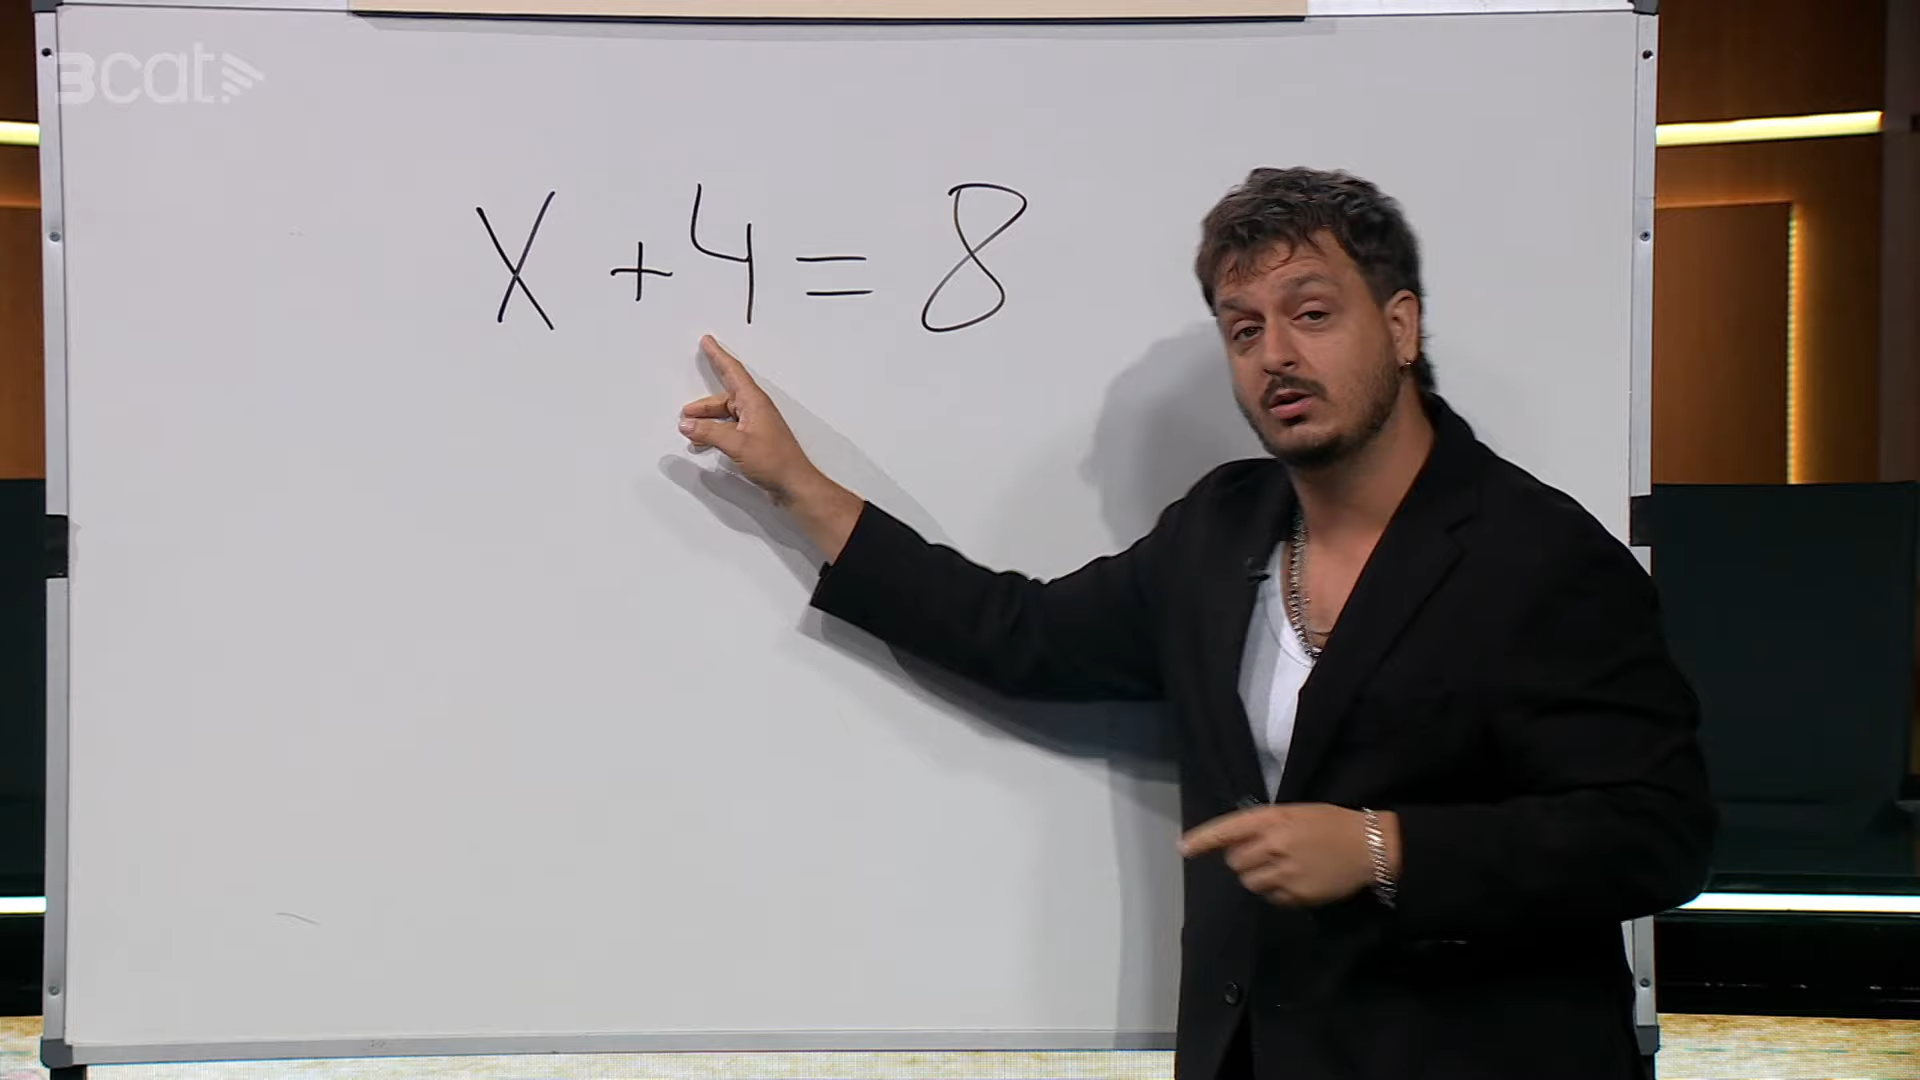 3cat
x + 4 = 8